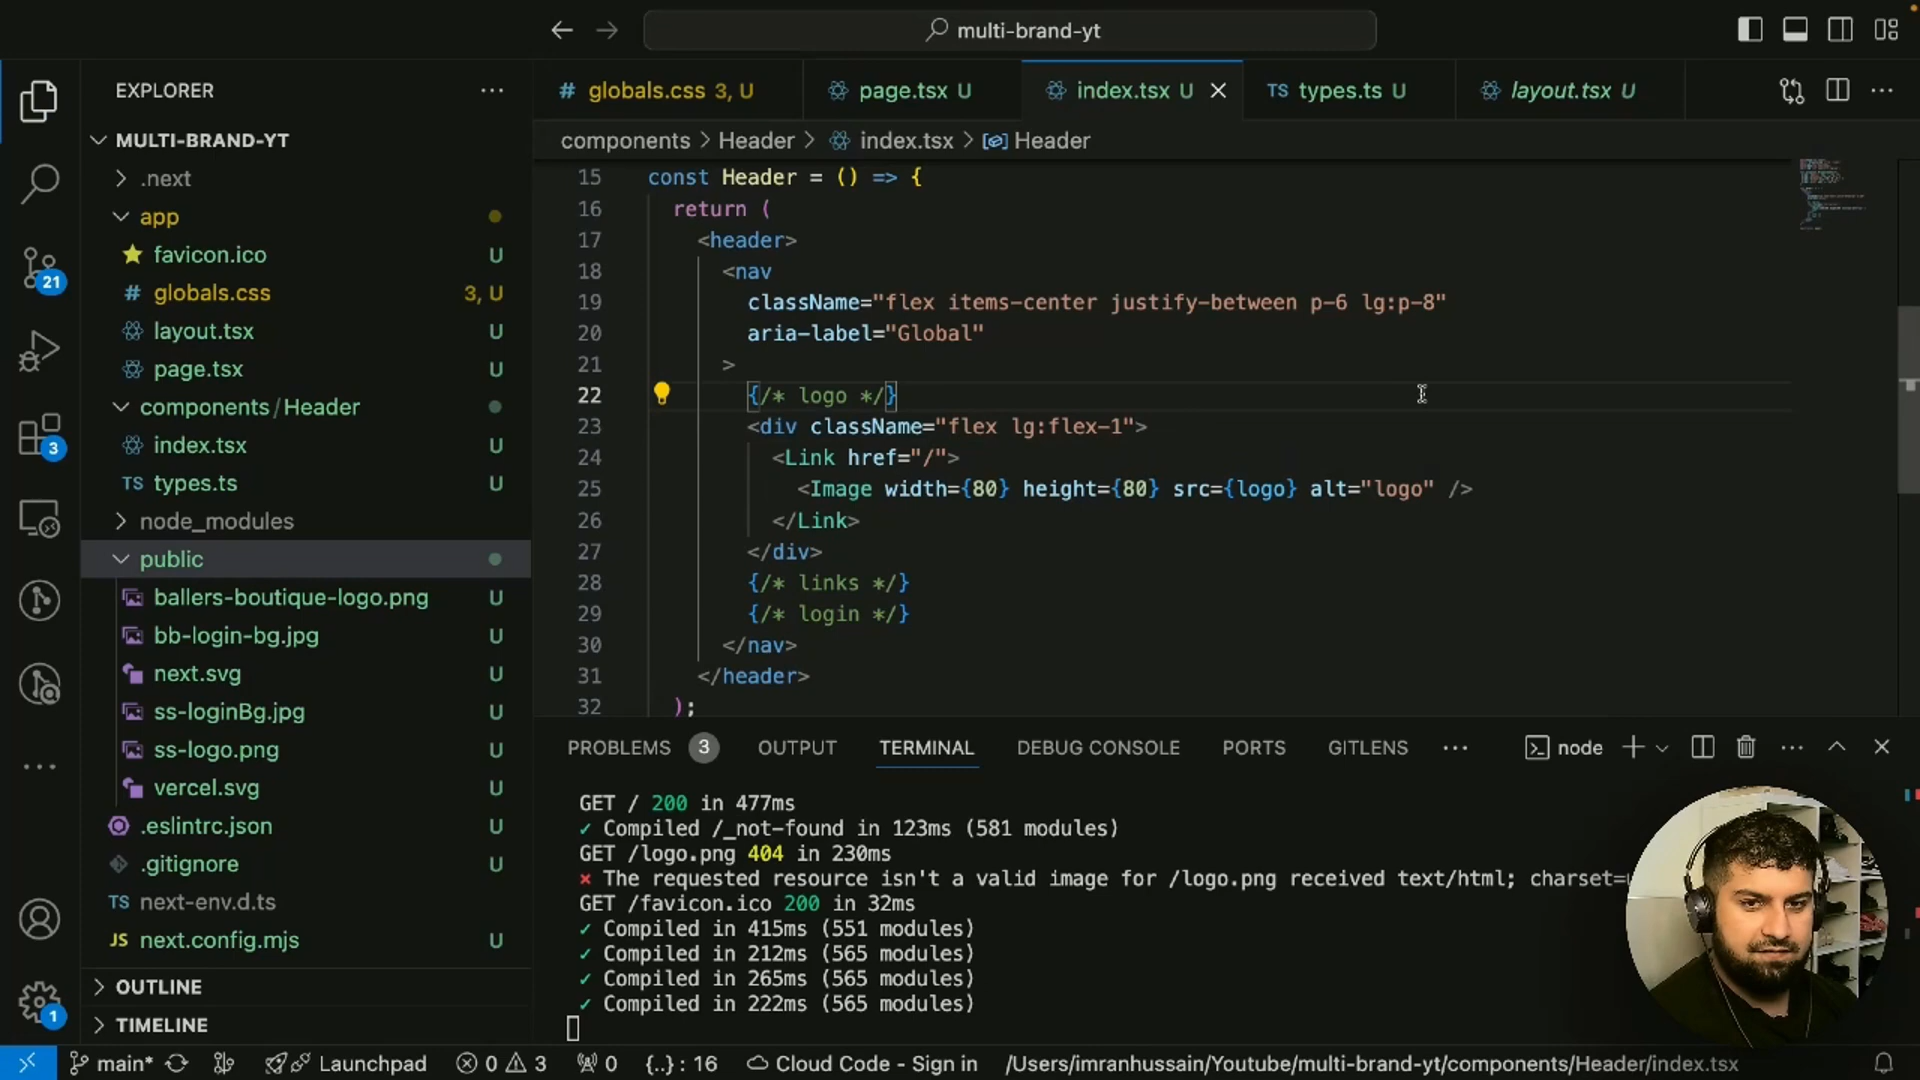 multi-brand-yt
EXPLORER
globals.css 3, U
page.tsx U
index.tsx U
TS types.ts U
layout.tsx U
MULTI-BRAND-YT
components > Header > index.tsx > Header
.next
app
favicon.ico U
globals.css 3, U
layout.tsx U
page.tsx U
components / Header
index.tsx U
TS types.ts U
node_modules
public
ballers-boutique-logo.png U
bb-login-bg.jpg U
next.svg U
ss-loginBg.jpg U
ss-logo.png U
vercel.svg U
.eslintrc.json U
.gitignore U
TS next-env.d.ts
JS next.config.mjs U
OUTLINE
TIMELINE
21
3
1
15 const Header = () => {
16 return (
17 <header>
18 <nav
19 className="flex items-center justify-between p-6 lg:p-8"
20 aria-label="Global"
21 >
22 {/* logo */}
23 <div className="flex lg:flex-1">
24 <Link href="/">
25 <Image width={80} height={80} src={logo} alt="logo" />
26 </Link>
27 </div>
28 {/* links */}
29 {/* login */}
30 </nav>
31 </header>
32 );
PROBLEMS 3 OUTPUT TERMINAL DEBUG CONSOLE PORTS GITLENS node
GET / 200 in 477ms
✓ Compiled /_not-found in 123ms (581 modules)
GET /logo.png 404 in 230ms
× The requested resource isn't a valid image for /logo.png received text/html; charset=
GET /favicon.ico 200 in 32ms
✓ Compiled in 415ms (551 modules)
✓ Compiled in 212ms (565 modules)
✓ Compiled in 265ms (565 modules)
✓ Compiled in 222ms (565 modules)
main* Launchpad 0 3 0 {..} : 16 Cloud Code - Sign in /Users/imranhussain/Youtube/multi-brand-yt/components/Header/index.tsx